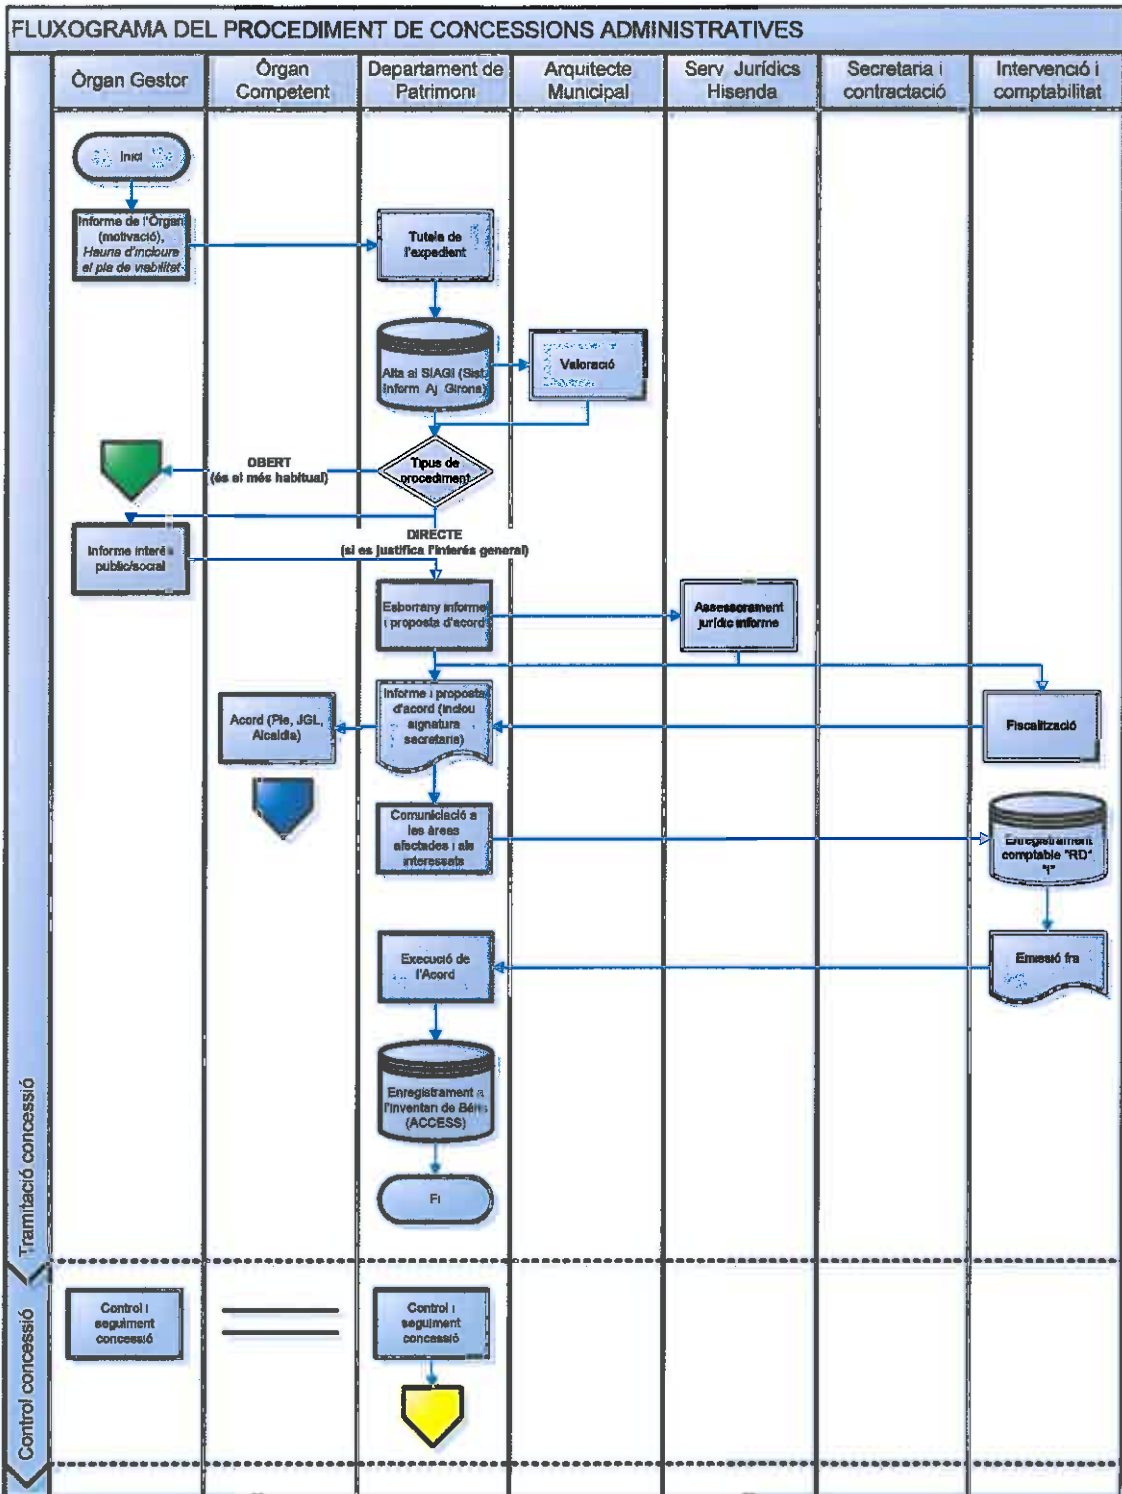 FLUXOGRAMA DEL PROCEDIMENT DE CONCESSIONS ADMINISTRATIVES
Òrgan Gestor
Òrgan
Competent
Departament de
Patrimoni
Arquitecte
Municipal
Serv. Jurídics
Hisenda
Secretaria i
contractació
Intervenció i
comptabilitat
Inici
Informe de l'Òrgan
(motivació),
Hauria d'incloure
el pla de viabilitat
Tutela de
l'expedient
Alta al SIAGI (Sist.
Inform. Aj. Girona)
Valoració
Tipus de
procediment
OBERT
(és el més habitual)
DIRECTE
(si es justifica l'interés general)
Informe interès
públic/social
Esborrany informe
i proposta d'acord
Assessorament
jurídic informe
Informe i proposta
d'acord (inclou
signatura
secretaria)
Acord (Ple, JGL,
Alcaldia)
Fiscalització
Comuniciació a
les àrees
afectades i als
interessats
Enregistrament
comptable "RD"
"I"
Emissió fra
Execució de
l'Acord
Enregistrament a
l'inventari de Béns
(ACCESS)
Fi
Tramitació concessió
Control i
seguiment
concessió
Control i
seguiment
concessió
Control concessió